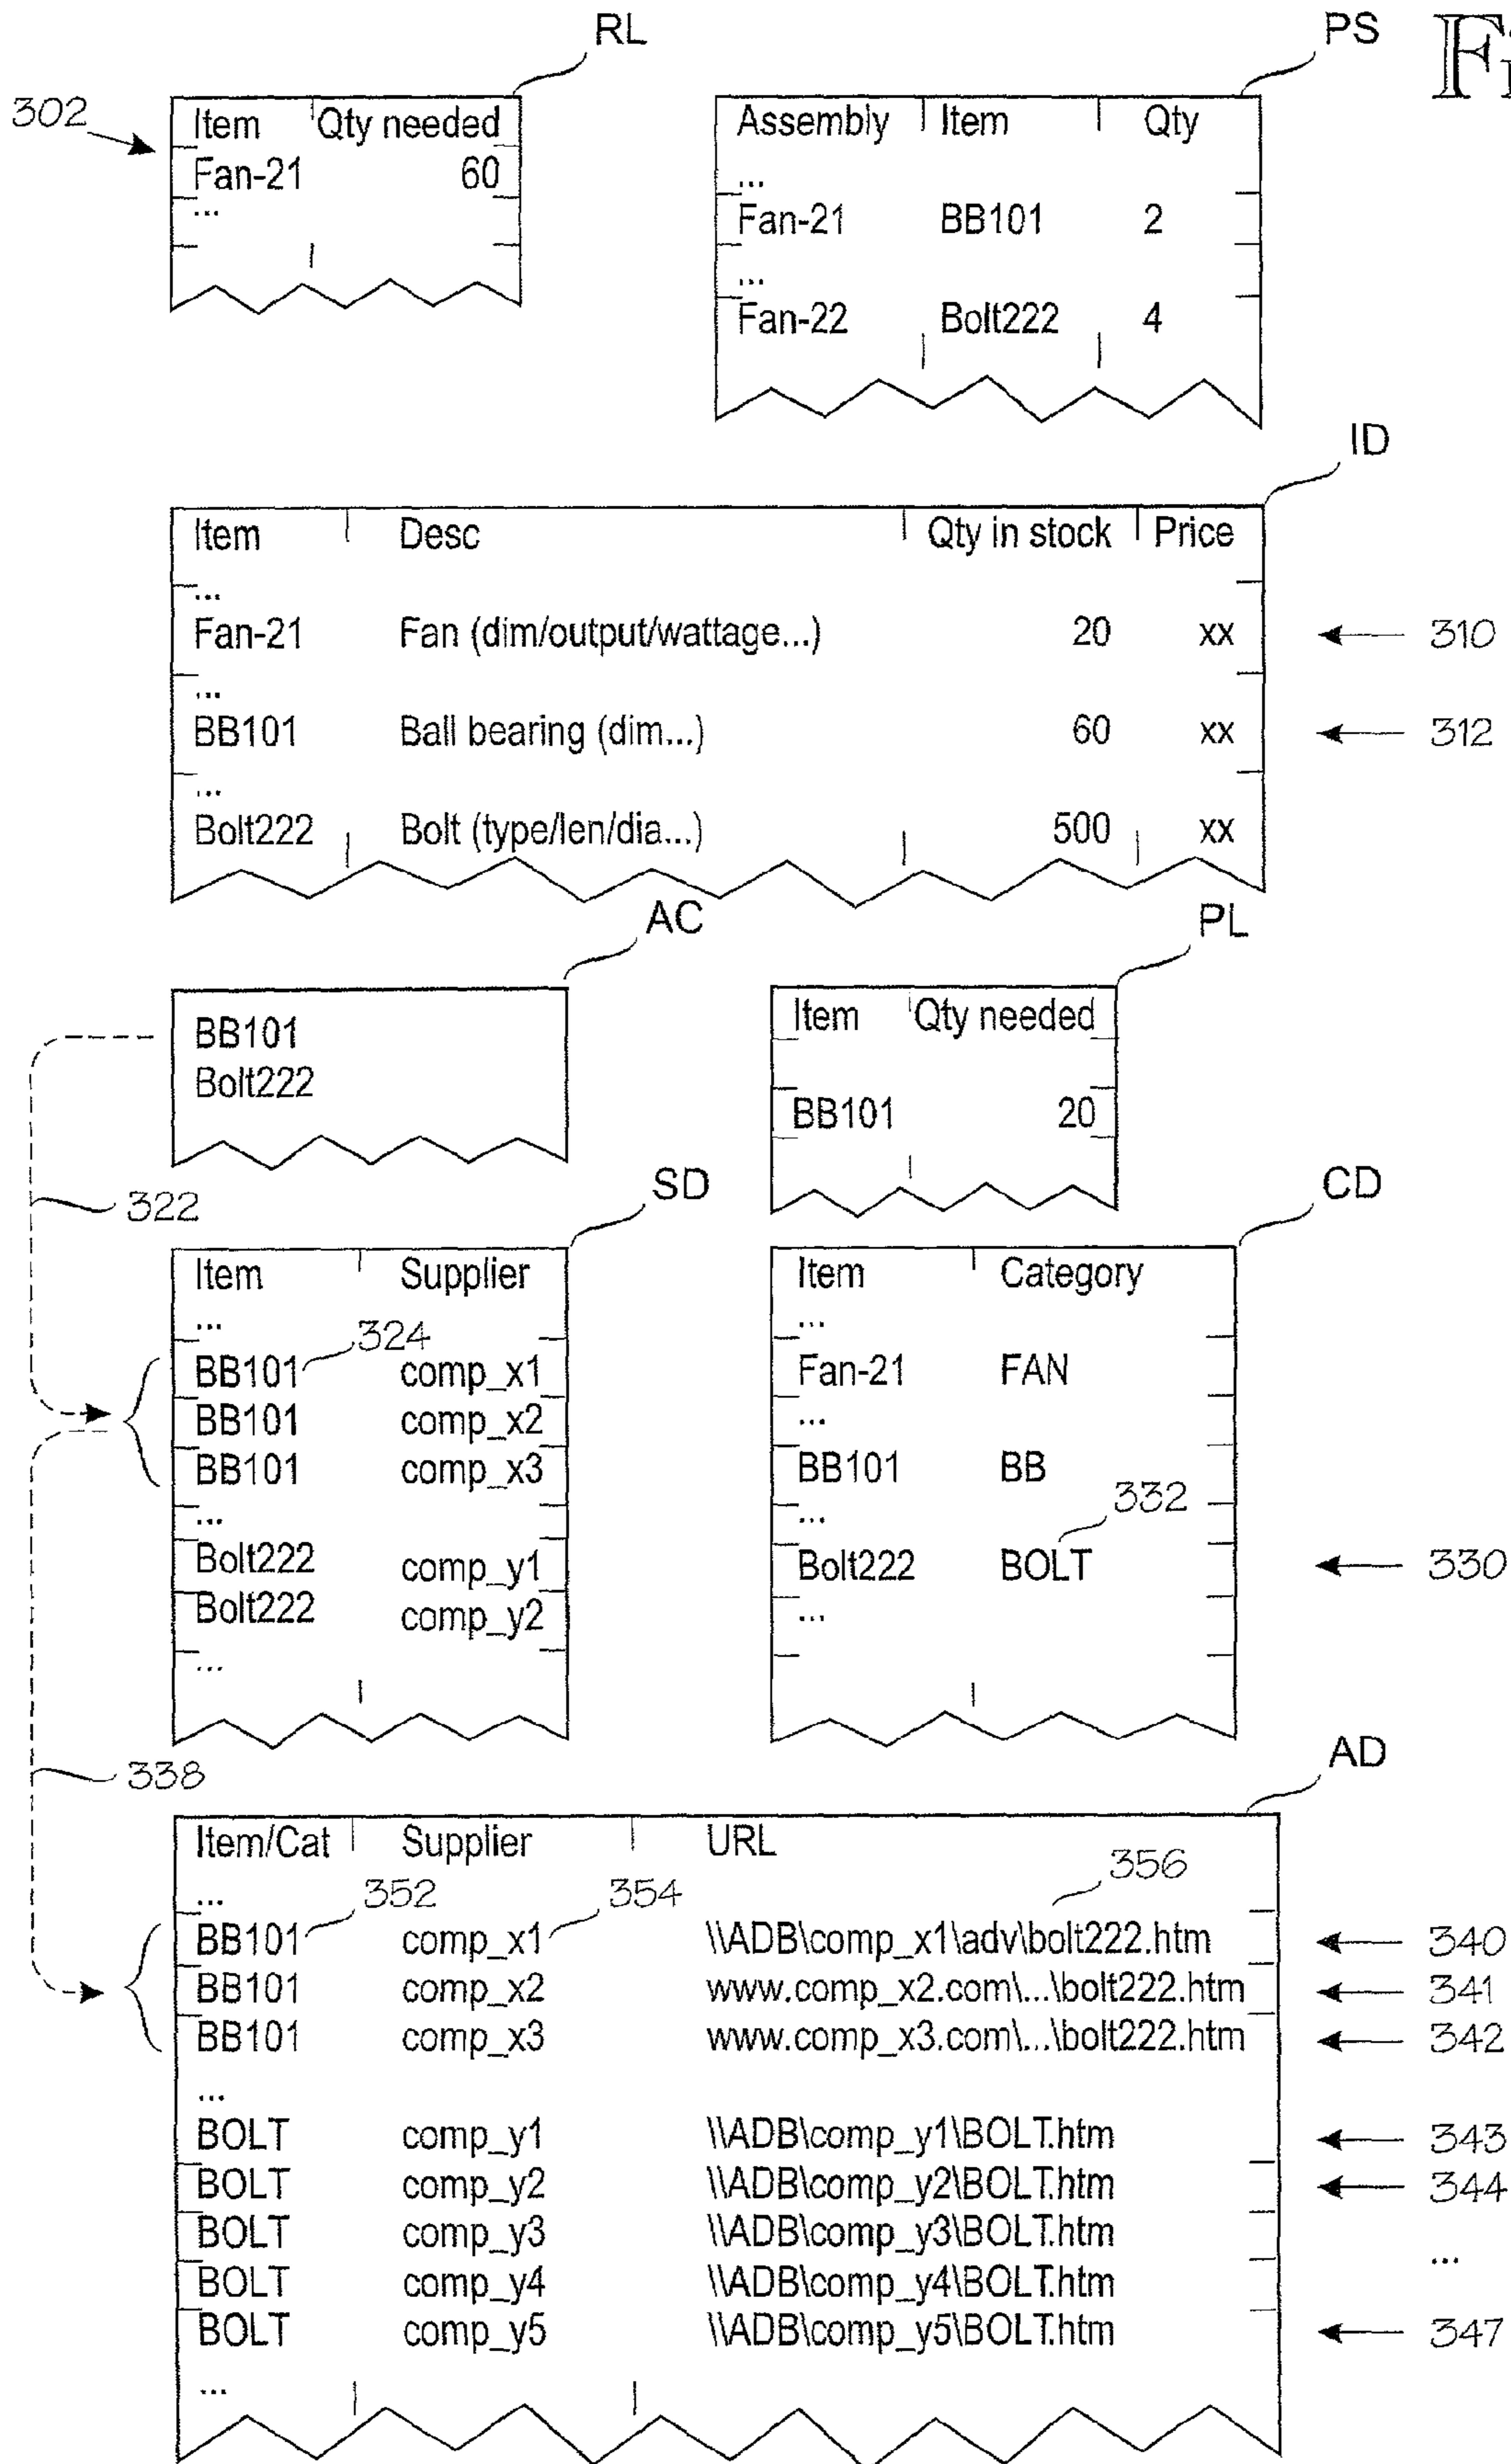 RL
PS
302
Item Qty needed
Fan-21 60
...
Assembly Item Qty
...
Fan-21 BB101 2
...
Fan-22 Bolt222 4
ID
Item Desc Qty in stock Price
...
Fan-21 Fan (dim/output/wattage...) 20 xx 310
...
BB101 Ball bearing (dim...) 60 xx 312
...
Bolt222 Bolt (type/len/dia...) 500 xx
AC
BB101
Bolt222
PL
Item Qty needed
BB101 20
322
SD
Item Supplier
...
324
BB101 comp_x1
BB101 comp_x2
BB101 comp_x3
...
Bolt222 comp_y1
Bolt222 comp_y2
...
CD
Item Category
...
Fan-21 FAN
...
BB101 BB
332
...
Bolt222 BOLT 330
...
338
AD
Item/Cat Supplier URL
... 352 354 356
BB101 comp_x1 \\ADB\comp_x1\adv\bolt222.htm 340
BB101 comp_x2 www.comp_x2.com\...\bolt222.htm 341
BB101 comp_x3 www.comp_x3.com\...\bolt222.htm 342
...
BOLT comp_y1 \\ADB\comp_y1\BOLT.htm 343
BOLT comp_y2 \\ADB\comp_y2\BOLT.htm 344
BOLT comp_y3 \\ADB\comp_y3\BOLT.htm
BOLT comp_y4 \\ADB\comp_y4\BOLT.htm ...
BOLT comp_y5 \\ADB\comp_y5\BOLT.htm 347
...